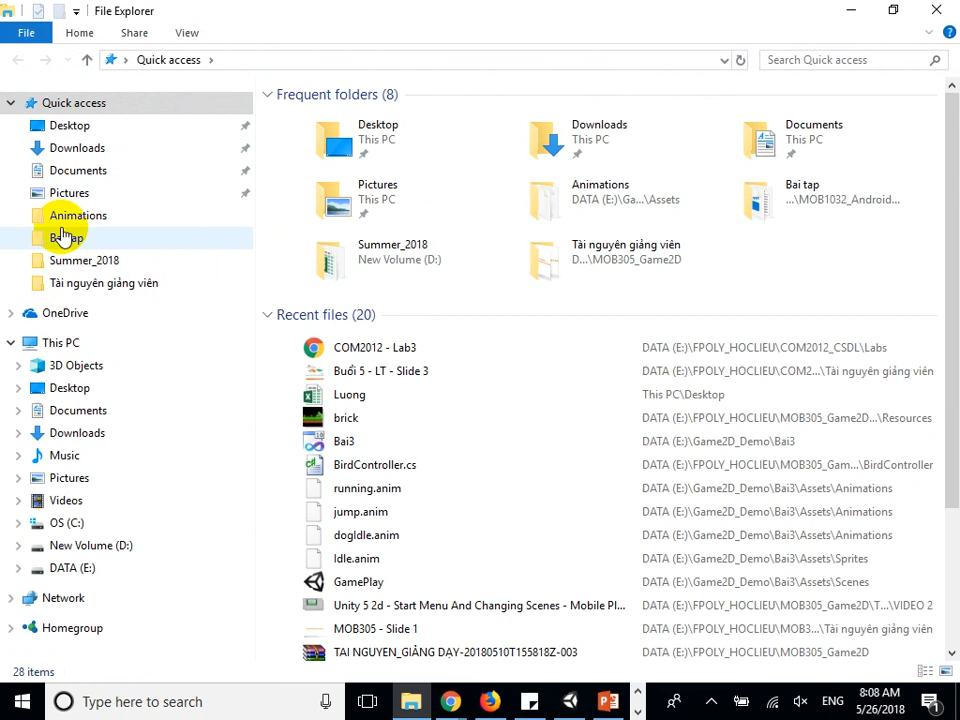 File Explorer
File Home Share View
Quick access
Search Quick access
Quick access
Desktop
Downloads
Documents
Pictures
Animations
Bai tap
Summer_2018
Tài nguyên giảng viên
OneDrive
This PC
3D Objects
Desktop
Documents
Downloads
Music
Pictures
Videos
OS (C:)
New Volume (D:)
DATA (E:)
Network
Homegroup
Frequent folders (8)
Desktop
This PC
Downloads
This PC
Documents
This PC
Pictures
This PC
Animations
DATA (E:)\Ga...\Assets
Bai tap
...\MOB1032_Android...
Summer_2018
New Volume (D:)
Tài nguyên giảng viên
D...\MOB305_Game2D
Recent files (20)
COM2012 - Lab3 DATA (E:)\FPOLY_HOCLIEU\COM2012_CSDL\Labs
Buổi 5 - LT - Slide 3 DATA (E:)\FPOLY_HOCLIEU\COM2...\Tài nguyên giảng viên
Luong This PC\Desktop
brick DATA (E:)\FPOLY_HOCLIEU\MOB305_Game2D...\Resources
Bai3 DATA (E:)\Game2D_Demo\Bai3
BirdController.cs DATA (E:)\FPOLY_HOCLIEU\MOB305_Gam...\BirdController
running.anim DATA (E:)\Game2D_Demo\Bai3\Assets\Animations
jump.anim DATA (E:)\Game2D_Demo\Bai3\Assets\Animations
dogIdle.anim DATA (E:)\Game2D_Demo\Bai3\Assets\Animations
Idle.anim DATA (E:)\Game2D_Demo\Bai3\Assets\Sprites
GamePlay DATA (E:)\Game2D_Demo\Bai3\Assets\Scenes
Unity 5 2d - Start Menu And Changing Scenes - Mobile Pl... DATA (E:)\FPOLY_HOCLIEU\MOB305_Game2D\T...\VIDEO 2
MOB305 - Slide 1 DATA (E:)\FPOLY_HOCLIEU\MOB3...\Tài nguyên giảng viên
TAI NGUYEN_GIẢNG DẠY-20180510T155818Z-003 DATA (E:)\FPOLY_HOCLIEU\MOB305_Game2D
28 items
Type here to search
ENG
8:08 AM
5/26/2018
1